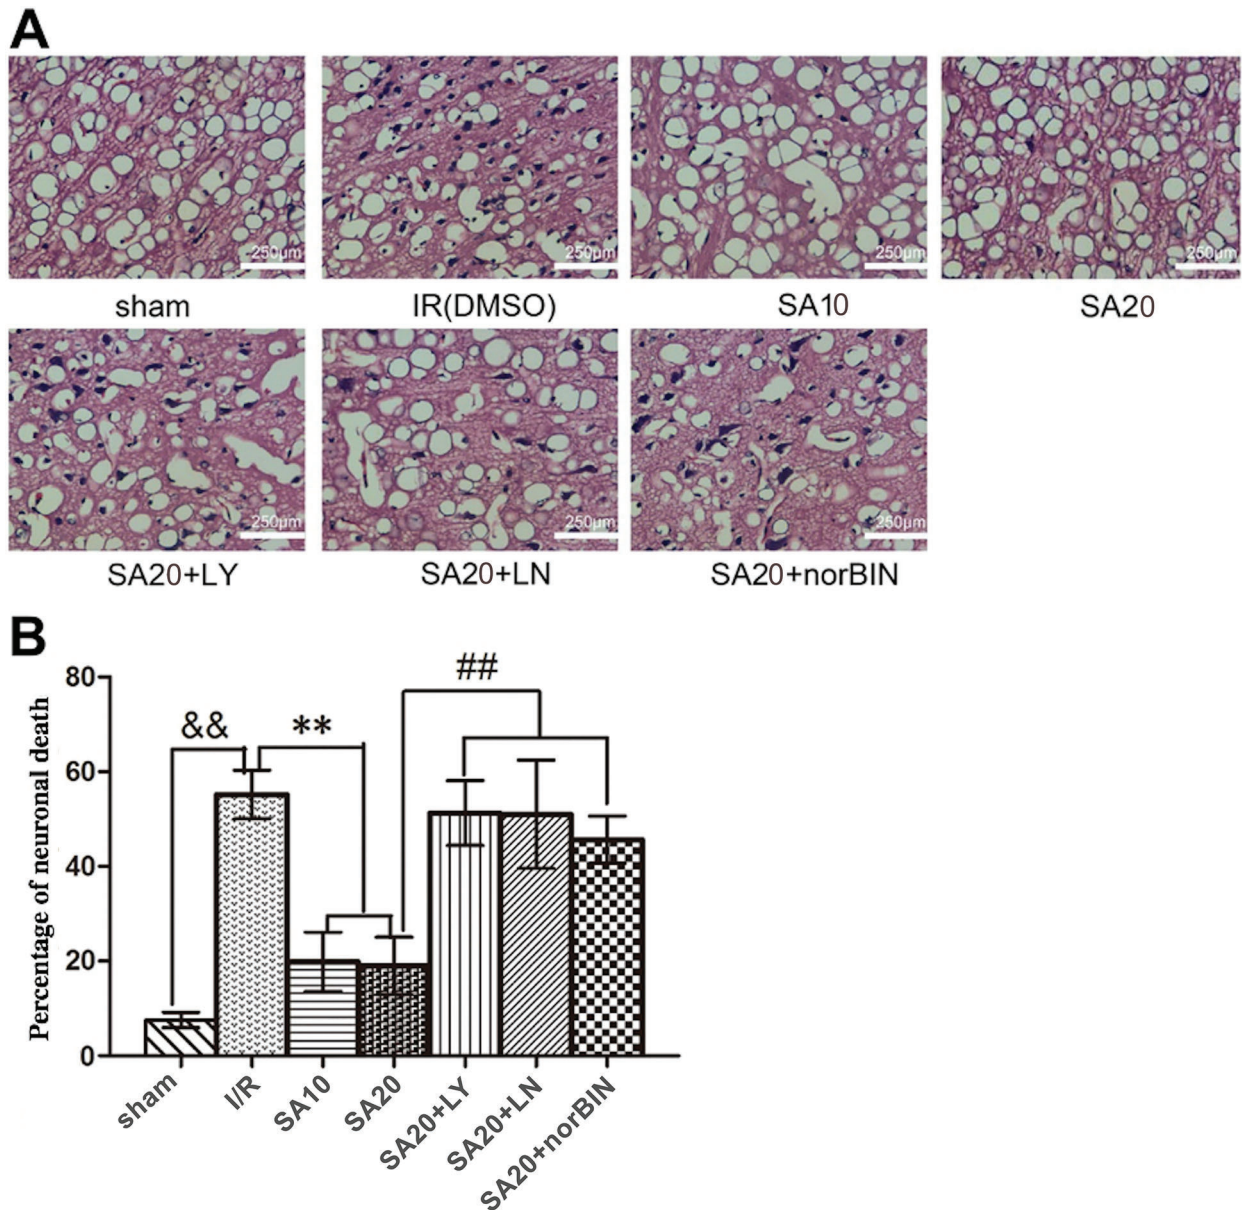 A
250μm 250μm 250μm 250μm
sham IR(DMSO) SA10 SA20
250μm 250μm 250μm
SA20+LY SA20+LN SA20+norBIN
B
Percentage of neuronal death
80
60
40
20
0
&& ** ##
sham I/R SA10 SA20 SA20+LY SA20+LN SA20+norBIN